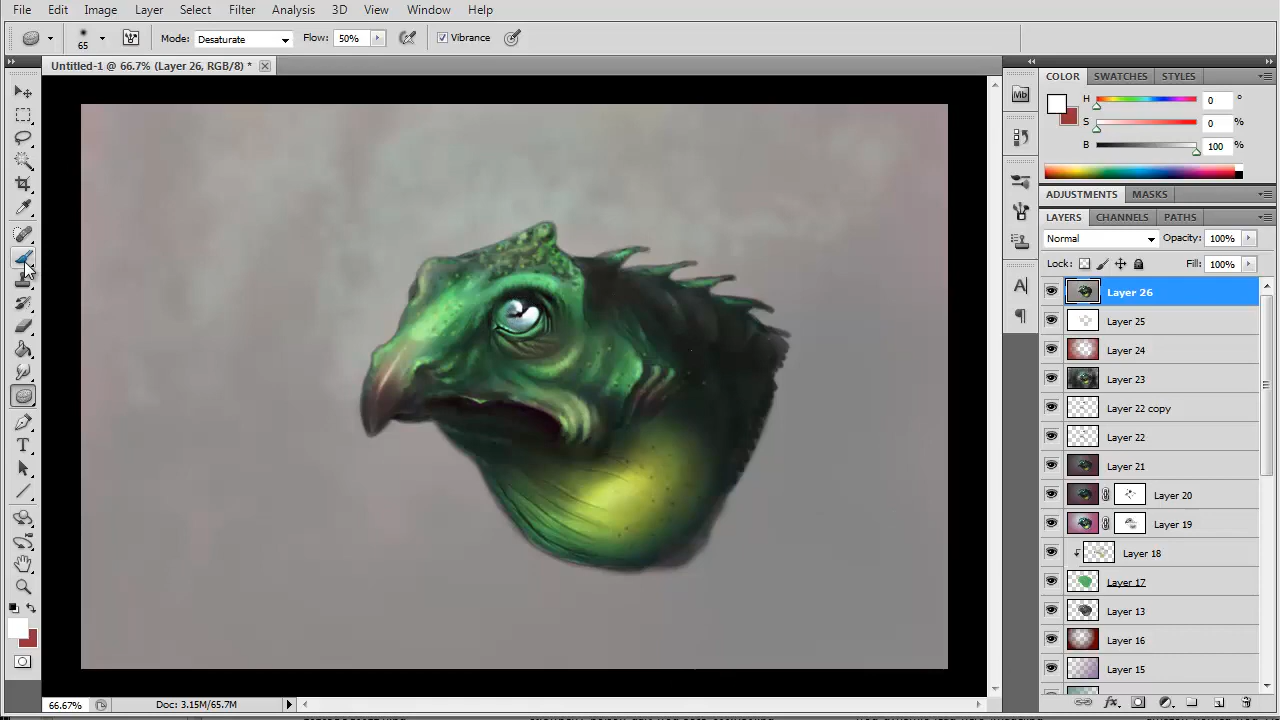 File Edit Image Layer Select Filter Analysis 3D View Window Help
65 Mode: Desaturate Flow: 50% Vibrance
Untitled-1 @ 66.7% (Layer 26, RGB/8) *
COLOR SWATCHES STYLES
H 0 °
S 0 %
B 100 %
Mb
ADJUSTMENTS MASKS
LAYERS CHANNELS PATHS
Normal Opacity: 100%
Lock: Fill: 100%
A
Layer 26
Layer 25
Layer 24
Layer 23
Layer 22 copy
Layer 22
Layer 21
Layer 20
Layer 19
Layer 18
Layer 17
Layer 13
Layer 16
Layer 15
T
66.67% Doc: 3.15M/65.7M
fx